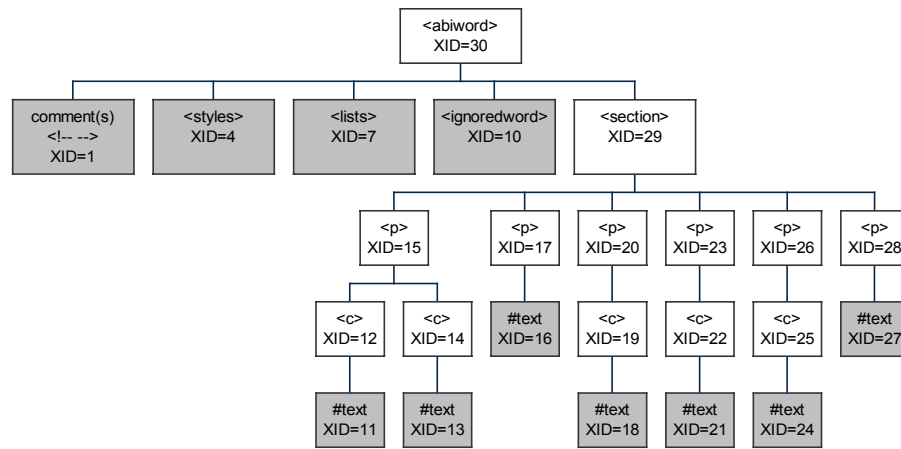 <abiword>
XID=30
comment(s)
<!-- -->
XID=1
<styles>
XID=4
<lists>
XID=7
<ignoredword>
XID=10
<section>
XID=29
<p>
XID=15
<p>
XID=17
<p>
XID=20
<p>
XID=23
<p>
XID=26
<p>
XID=28
<c>
XID=12
<c>
XID=14
#text
XID=16
<c>
XID=19
<c>
XID=22
<c>
XID=25
#text
XID=27
#text
XID=11
#text
XID=13
#text
XID=18
#text
XID=21
#text
XID=24